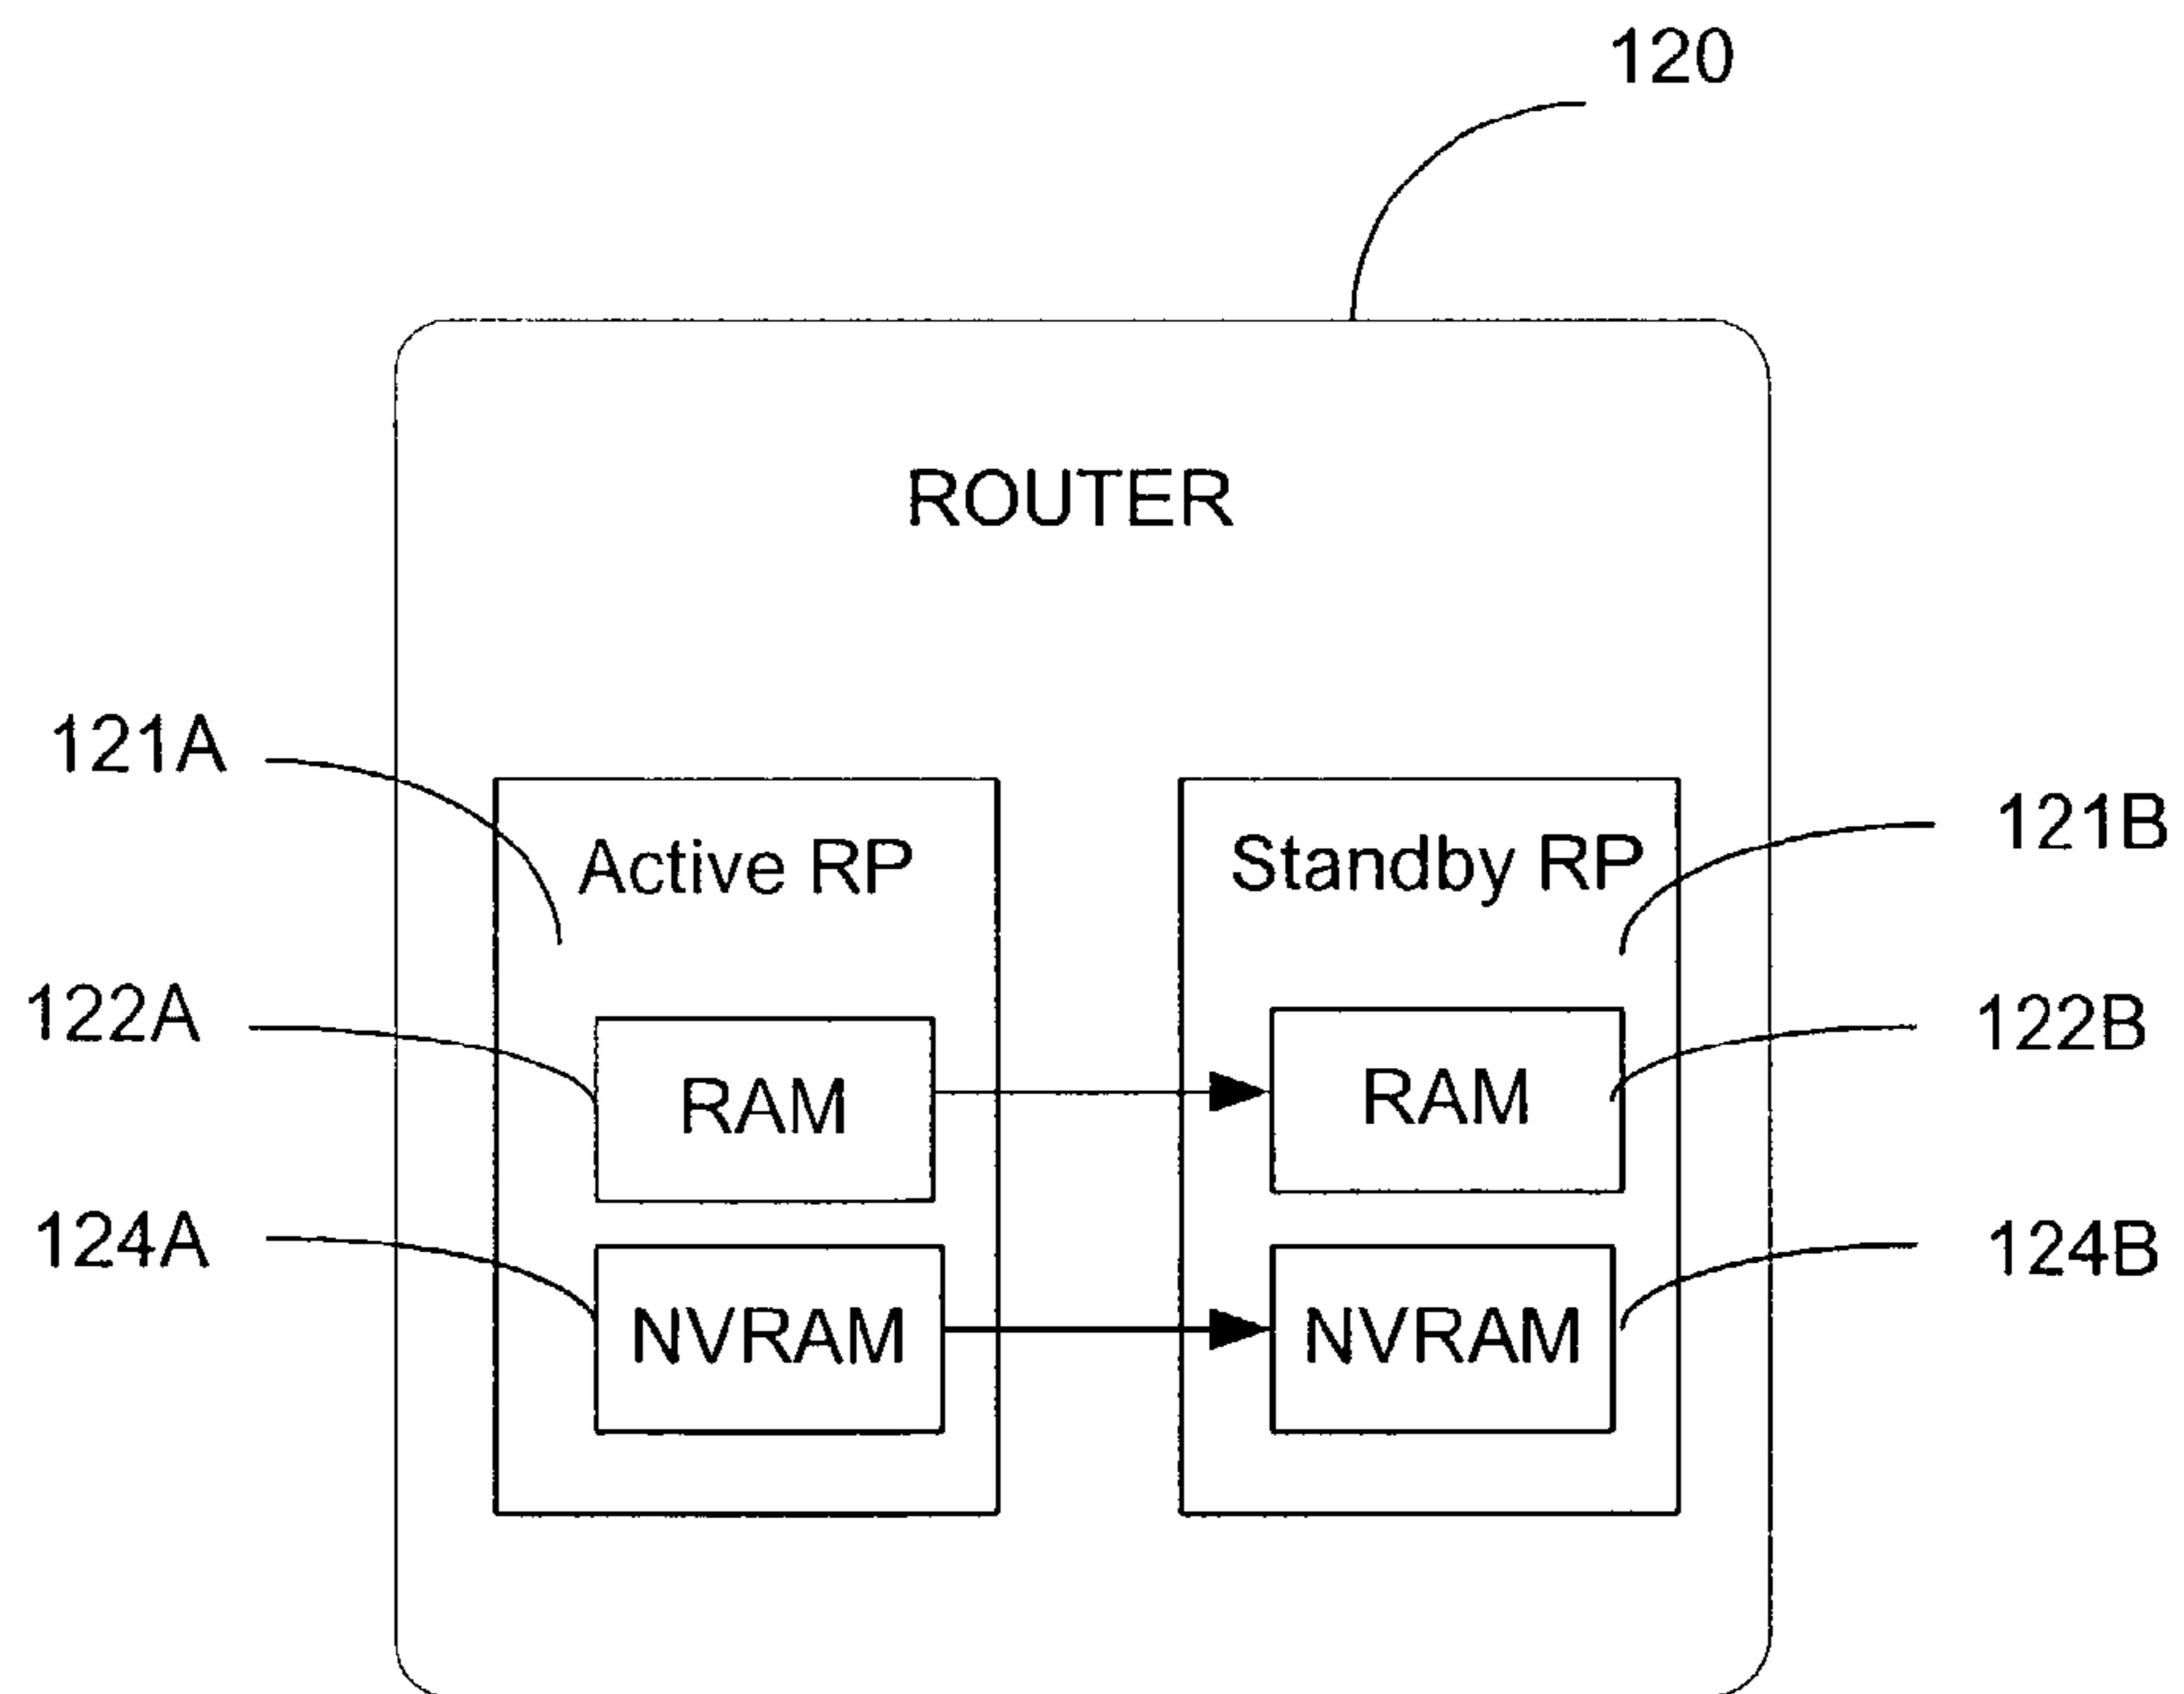 120
ROUTER
121A
121B
Active RP
Standby RP
122A
122B
RAM
RAM
124A
124B
NVRAM
NVRAM